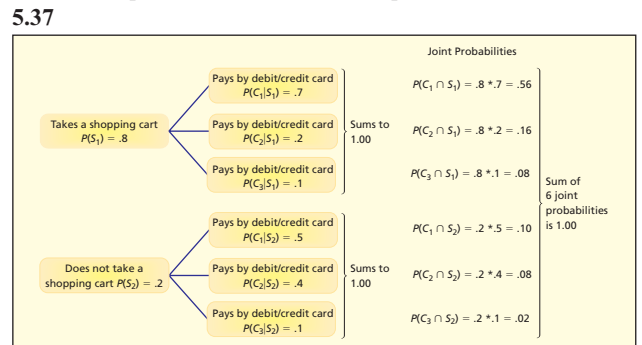 5.37
Joint Probabilities
Takes a shopping cart
P(S₁) = .8
Pays by debit/credit card
P(C₁|S₁) = .7
Pays by debit/credit card
P(C₂|S₁) = .2
Pays by debit/credit card
P(C₃|S₁) = .1
Sums to
1.00
P(C₁ ∩ S₁) = .8 *.7 = .56
P(C₂ ∩ S₁) = .8 *.2 = .16
P(C₃ ∩ S₁) = .8 *.1 = .08
Does not take a
shopping cart P(S₂) = .2
Pays by debit/credit card
P(C₁|S₂) = .5
Pays by debit/credit card
P(C₂|S₂) = .4
Pays by debit/credit card
P(C₃|S₂) = .1
Sums to
1.00
P(C₁ ∩ S₂) = .2 *.5 = .10
P(C₂ ∩ S₂) = .2 *.4 = .08
P(C₃ ∩ S₂) = .2 *.1 = .02
Sum of
6 joint
probabilities
is 1.00